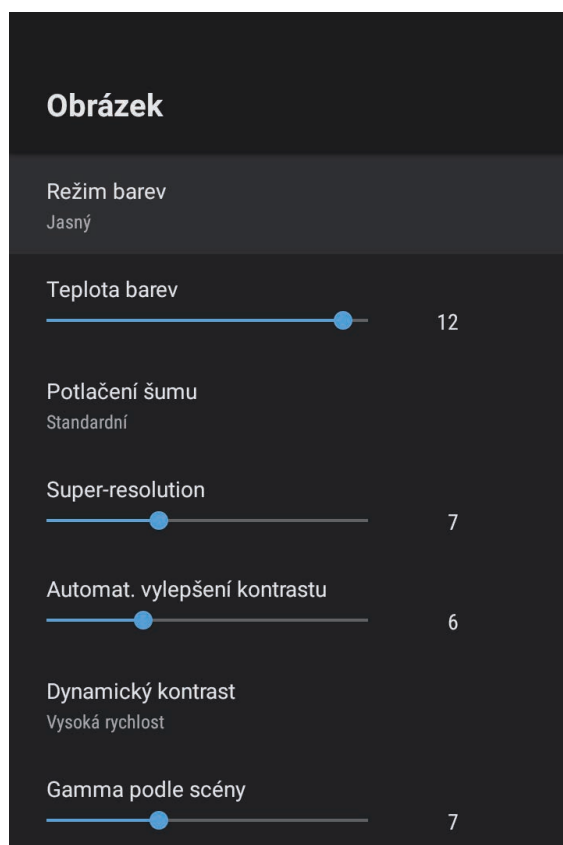 Obrázek
Režim barev
Jasný
Teplota barev
12
Potlačení šumu
Standardní
Super-resolution
7
Automat. vylepšení kontrastu
6
Dynamický kontrast
Vysoká rychlost
Gamma podle scény
7